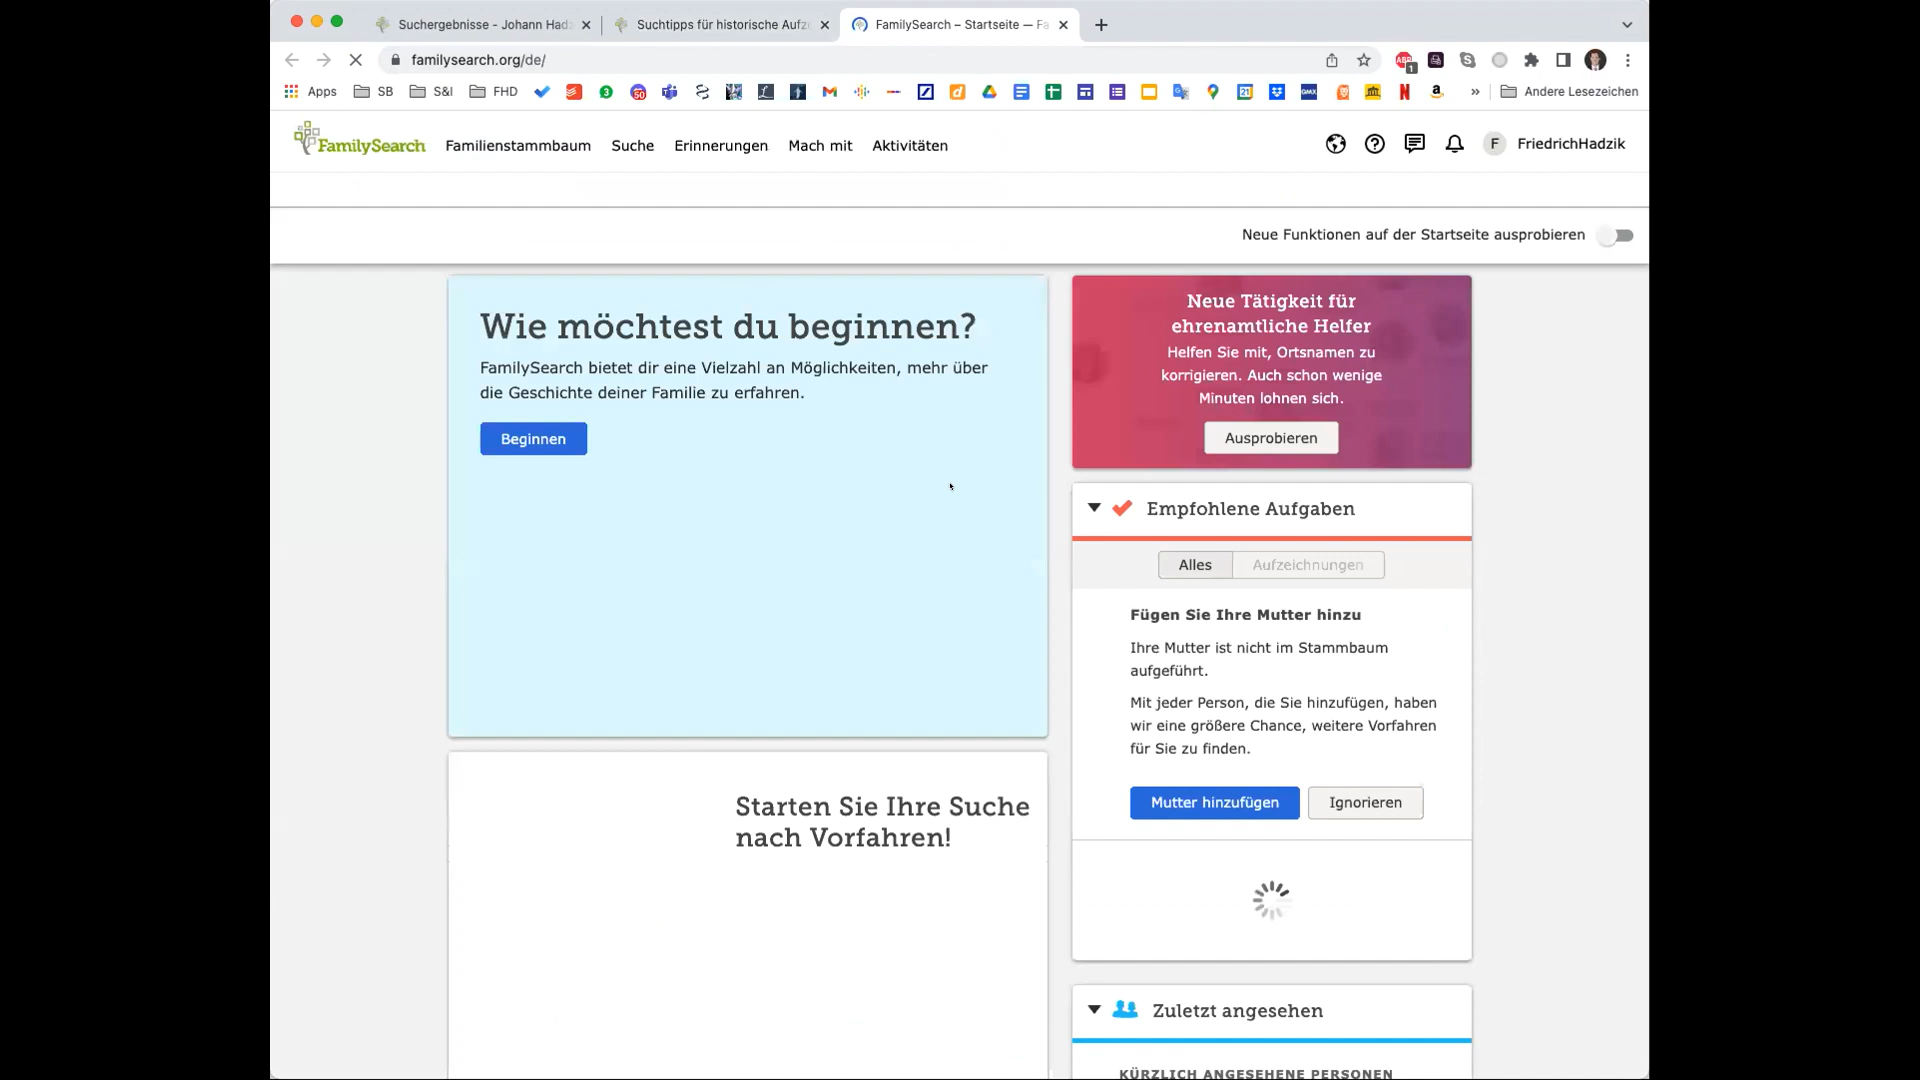 Suchergebnisse - Johann Had
Suchtipps für historische Aufz
FamilySearch – Startseite — Fa
familysearch.org/de/
Apps
SB
S&I
FHD
Andere Lesezeichen
FamilySearch
Familienstammbaum
Suche
Erinnerungen
Mach mit
Aktivitäten
F
FriedrichHadzik
Neue Funktionen auf der Startseite ausprobieren
Wie möchtest du beginnen?
FamilySearch bietet dir eine Vielzahl an Möglichkeiten, mehr über
die Geschichte deiner Familie zu erfahren.
Beginnen
Neue Tätigkeit für
ehrenamtliche Helfer
Helfen Sie mit, Ortsnamen zu
korrigieren. Auch schon wenige
Minuten lohnen sich.
Ausprobieren
Empfohlene Aufgaben
Alles
Aufzeichnungen
Fügen Sie Ihre Mutter hinzu
Ihre Mutter ist nicht im Stammbaum
aufgeführt.
Mit jeder Person, die Sie hinzufügen, haben
wir eine größere Chance, weitere Vorfahren
für Sie zu finden.
Mutter hinzufügen
Ignorieren
Starten Sie Ihre Suche
nach Vorfahren!
Zuletzt angesehen
KÜRZLICH ANGESEHENE PERSONEN